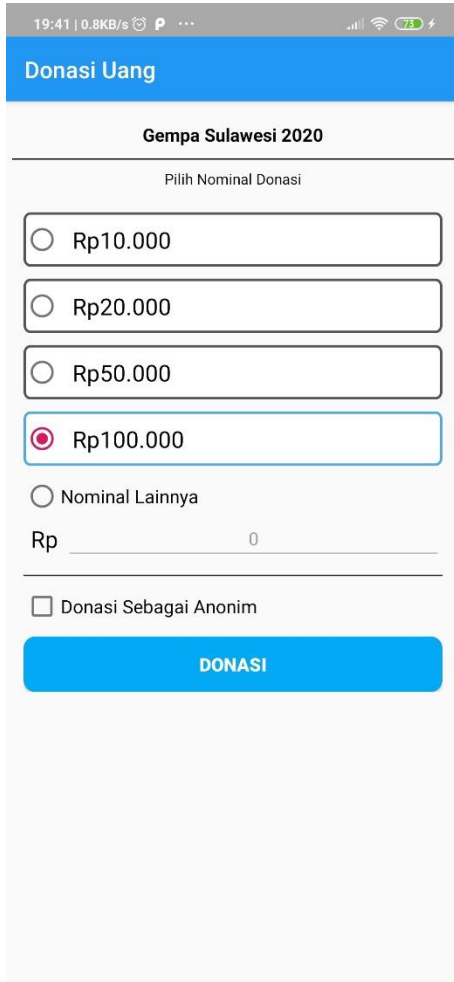 19:41 | 0.8KB/s P ... 73
Donasi Uang
Gempa Sulawesi 2020
Pilih Nominal Donasi
Rp10.000
Rp20.000
Rp50.000
Rp100.000
Nominal Lainnya
Rp 0
Donasi Sebagai Anonim
DONASI